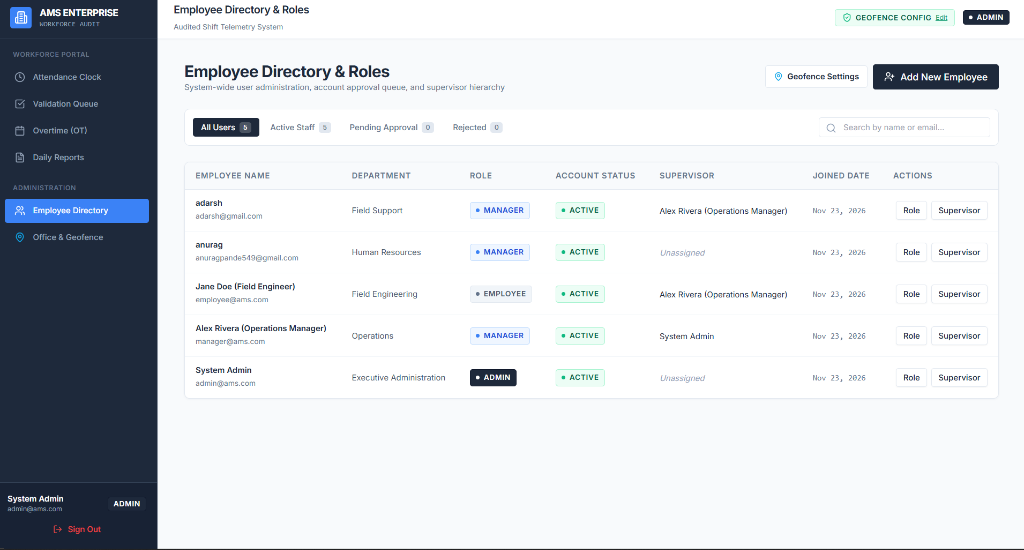 AMS ENTERPRISE
WORKFORCE AUDIT
WORKFORCE PORTAL
Attendance Clock
Validation Queue
Overtime (OT)
Daily Reports
ADMINISTRATION
Employee Directory
Office & Geofence
System Admin
admin@ams.com
ADMIN
Sign Out
Employee Directory & Roles
Audited Shift Telemetry System
GEOFENCE CONFIG Edit
ADMIN
Employee Directory & Roles
System-wide user administration, account approval queue, and supervisor hierarchy
Geofence Settings
Add New Employee
All Users 5 Active Staff 5 Pending Approval 0 Rejected 0
Search by name or email...
EMPLOYEE NAME DEPARTMENT ROLE ACCOUNT STATUS SUPERVISOR JOINED DATE ACTIONS
adarsh
adarsh@gmail.com
Field Support MANAGER ACTIVE Alex Rivera (Operations Manager) Nov 23, 2026 Role Supervisor
anurag
anuragpande549@gmail.com
Human Resources MANAGER ACTIVE Unassigned Nov 23, 2026 Role Supervisor
Jane Doe (Field Engineer)
employee@ams.com
Field Engineering EMPLOYEE ACTIVE Alex Rivera (Operations Manager) Nov 23, 2026 Role Supervisor
Alex Rivera (Operations Manager)
manager@ams.com
Operations MANAGER ACTIVE System Admin Nov 23, 2026 Role Supervisor
System Admin
admin@ams.com
Executive Administration ADMIN ACTIVE Unassigned Nov 23, 2026 Role Supervisor